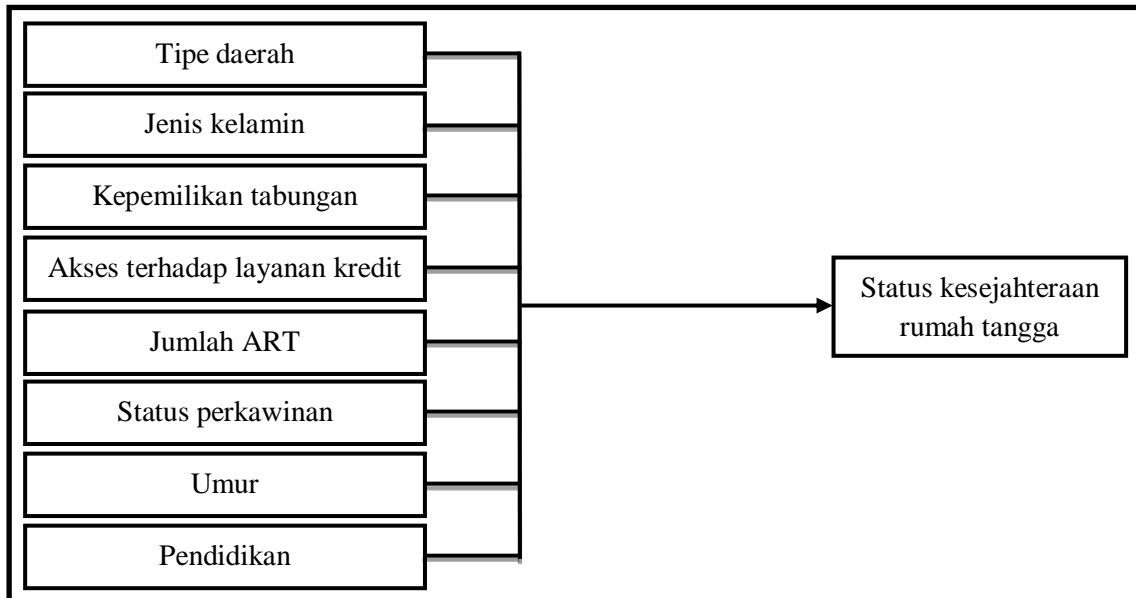 Tipe daerah
Jenis kelamin
Kepemilikan tabungan
Akses terhadap layanan kredit
Jumlah ART
Status perkawinan
Umur
Pendidikan
Status kesejahteraan
rumah tangga